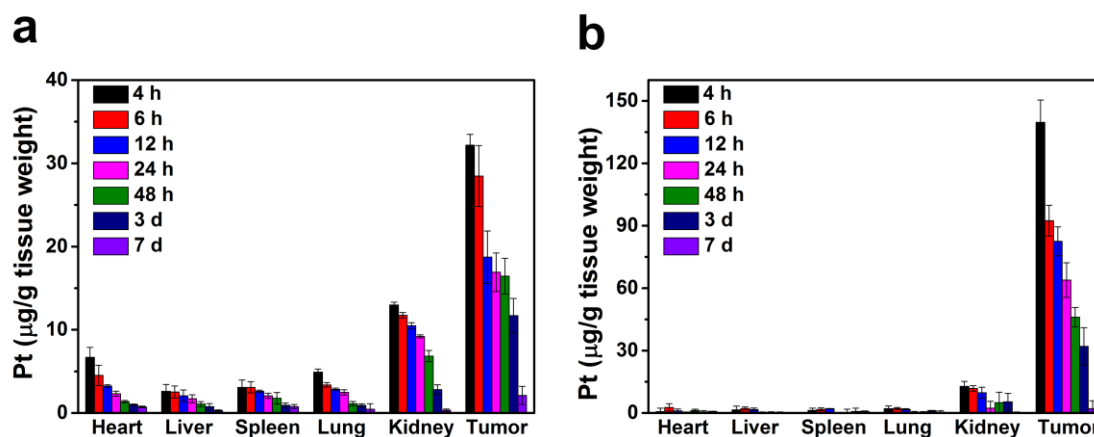 a
Pt (μg/g tissue weight)
40
30
20
10
0
4 h
6 h
12 h
24 h
48 h
3 d
7 d
Heart Liver Spleen Lung Kidney Tumor
b
Pt (μg/g tissue weight)
150
120
90
60
30
0
4 h
6 h
12 h
24 h
48 h
3 d
7 d
Heart Liver Spleen Lung Kidney Tumor